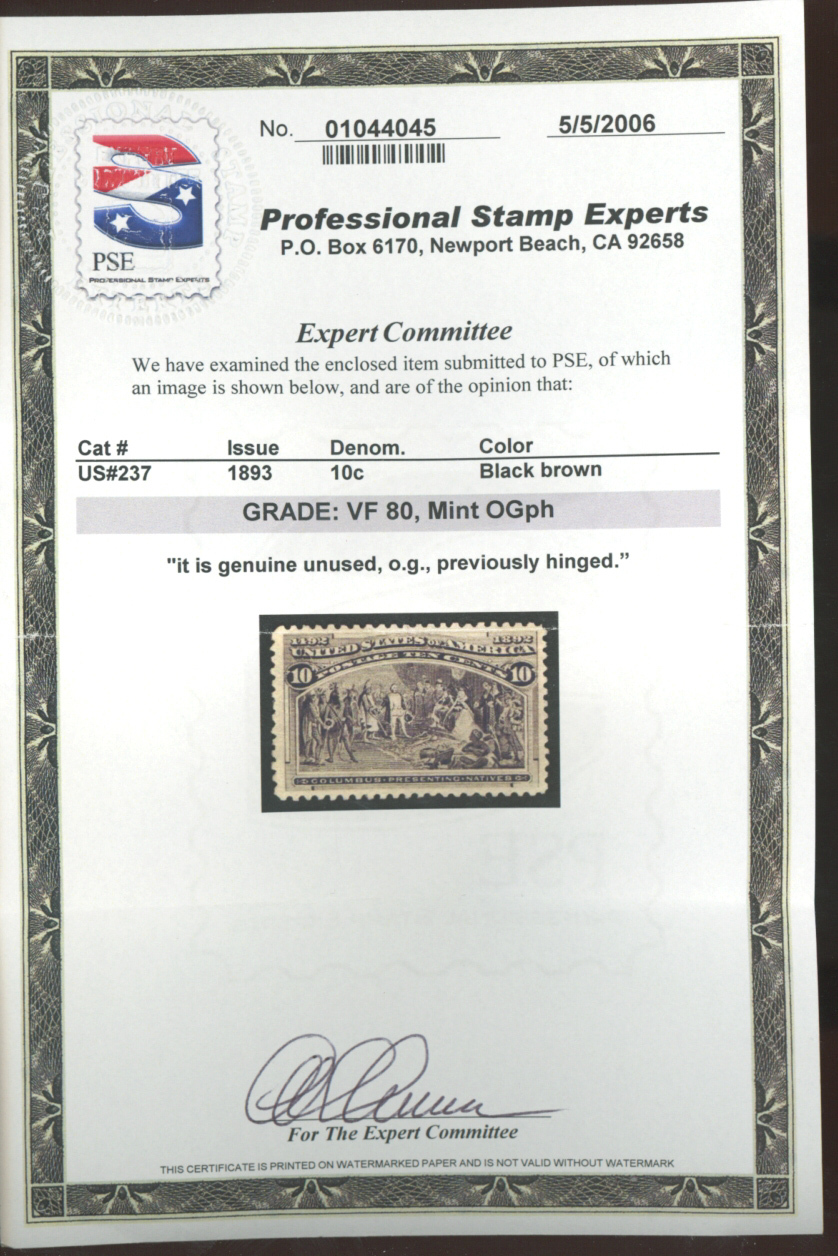 No. 01044045
5/5/2006
PSE
PROFESSIONAL STAMP EXPERTS
Professional Stamp Experts
P.O. Box 6170, Newport Beach, CA 92658
Expert Committee
We have examined the enclosed item submitted to PSE, of which
an image is shown below, and are of the opinion that:
Cat # Issue Denom. Color
US#237 1893 10c Black brown
GRADE: VF 80, Mint OGph
"it is genuine unused, o.g., previously hinged.”
1492 1892
UNITED STATES OF AMERICA
POSTAGE TEN CENTS
10 10
COLUMBUS PRESENTING NATIVES
For The Expert Committee
THIS CERTIFICATE IS PRINTED ON WATERMARKED PAPER AND IS NOT VALID WITHOUT WATERMARK